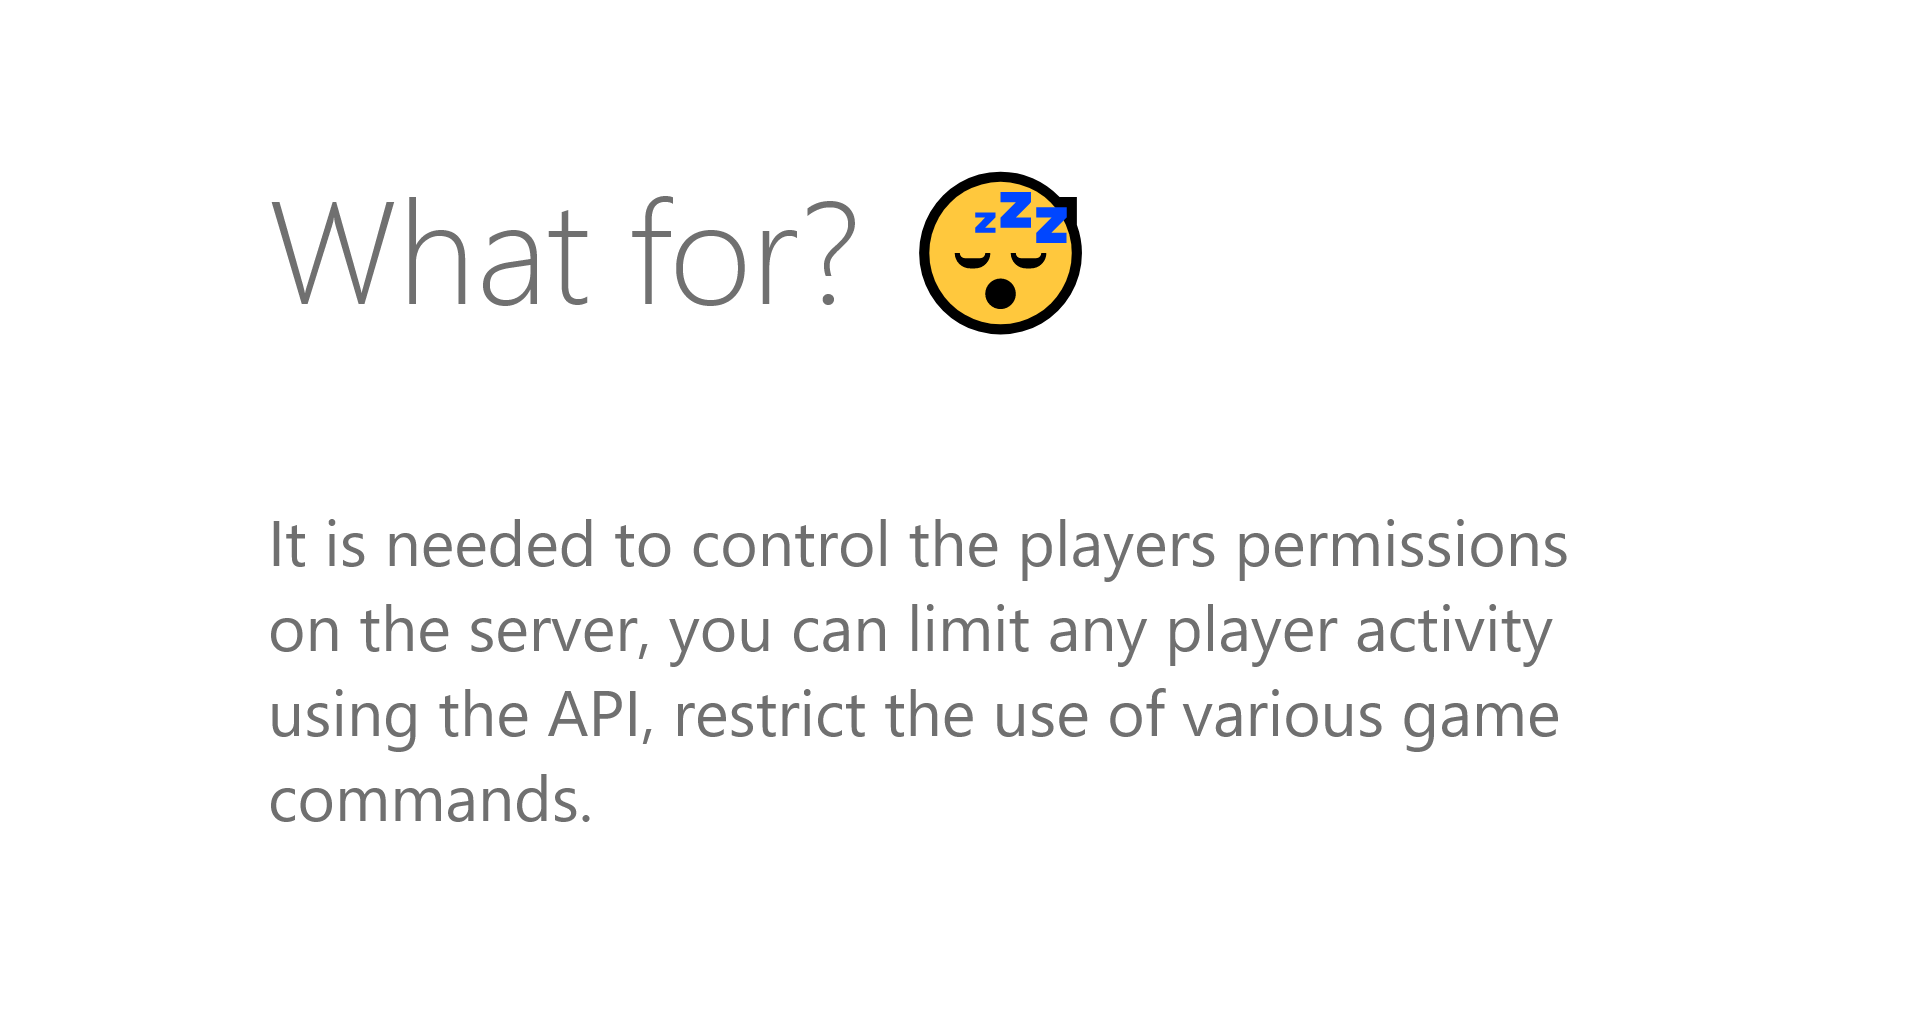 What for? 😴
It is needed to control the players permissions
on the server, you can limit any player activity
using the API, restrict the use of various game
commands.